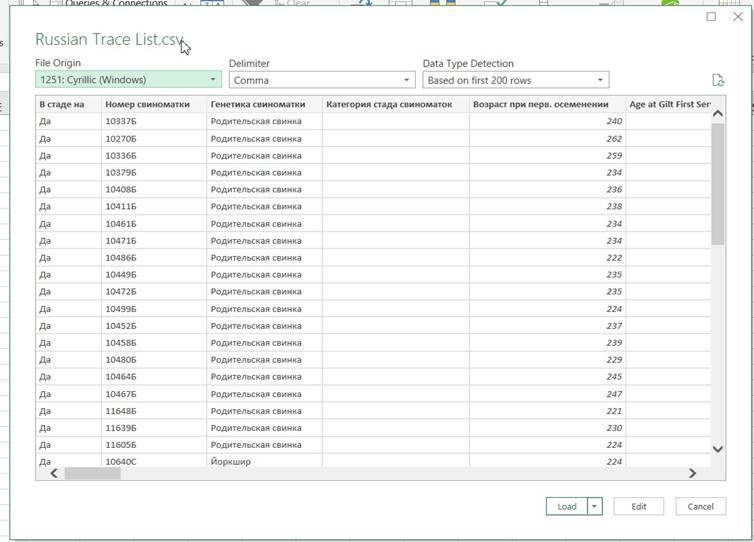 Queries & Connections
Clear
Russian Trace List.csv
File Origin Delimiter Data Type Detection
1251: Cyrillic (Windows) Comma Based on first 200 rows
В стаде на Номер свиноматки Генетика свиноматки Категория стада свиноматок Возраст при перв. осеменении Age at Gilt First Ser
Да 10337Б Родительская свинка 240
Да 10270Б Родительская свинка 262
Да 10336Б Родительская свинка 259
Да 10379Б Родительская свинка 234
Да 10408Б Родительская свинка 236
Да 10411Б Родительская свинка 238
Да 10461Б Родительская свинка 234
Да 10471Б Родительская свинка 234
Да 10486Б Родительская свинка 222
Да 10449Б Родительская свинка 235
Да 10472Б Родительская свинка 235
Да 10499Б Родительская свинка 224
Да 10452Б Родительская свинка 237
Да 10458Б Родительская свинка 239
Да 10480Б Родительская свинка 229
Да 10464Б Родительская свинка 245
Да 10467Б Родительская свинка 247
Да 11648Б Родительская свинка 221
Да 11639Б Родительская свинка 230
Да 11605Б Родительская свинка 224
Да 10640С Йоркшир 224
Load Edit Cancel